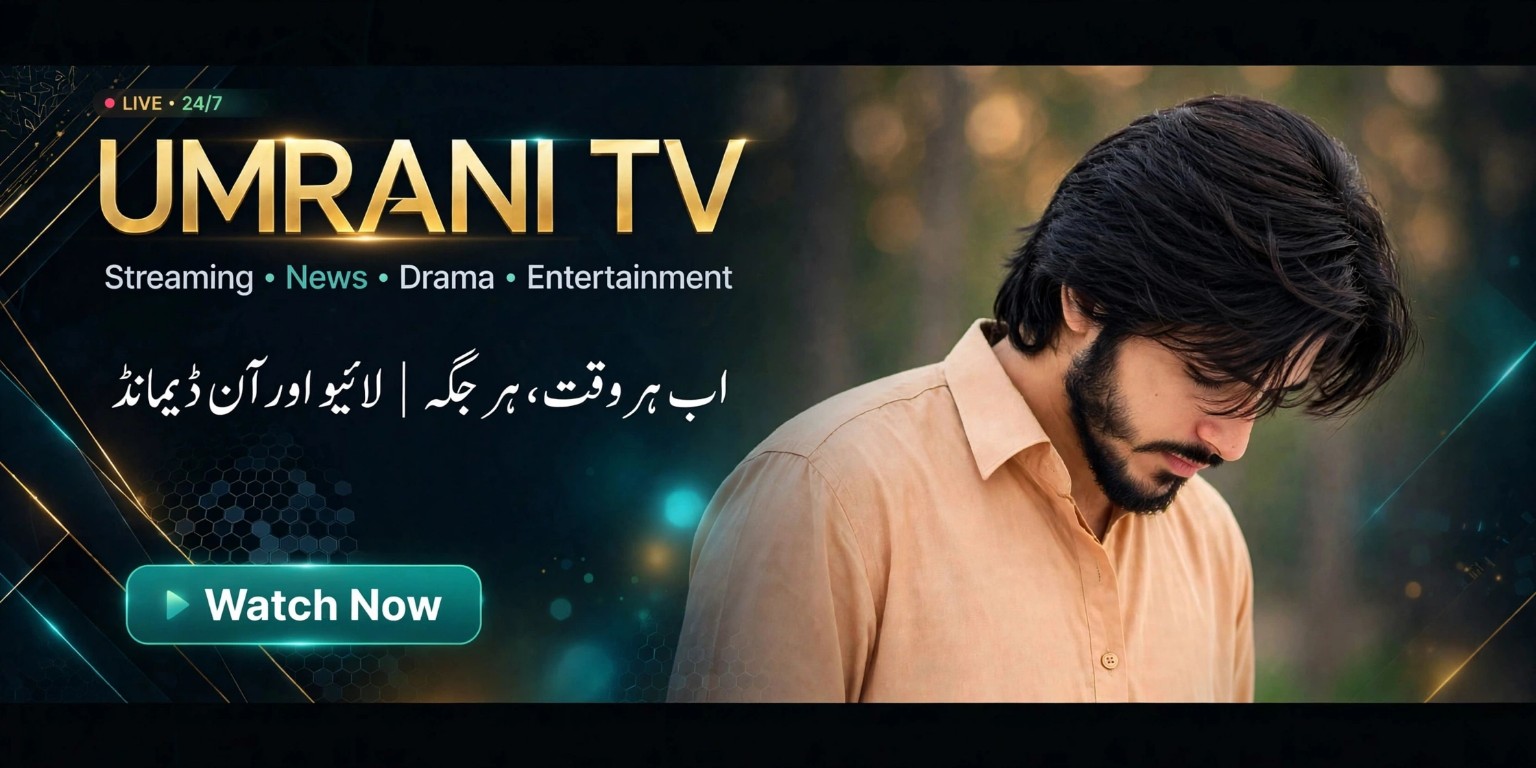 LIVE • 24/7
UMRANI TV
Streaming • News • Drama • Entertainment
اب ہر وقت، ہر جگہ | لائیو اور آن ڈیمانڈ
Watch Now